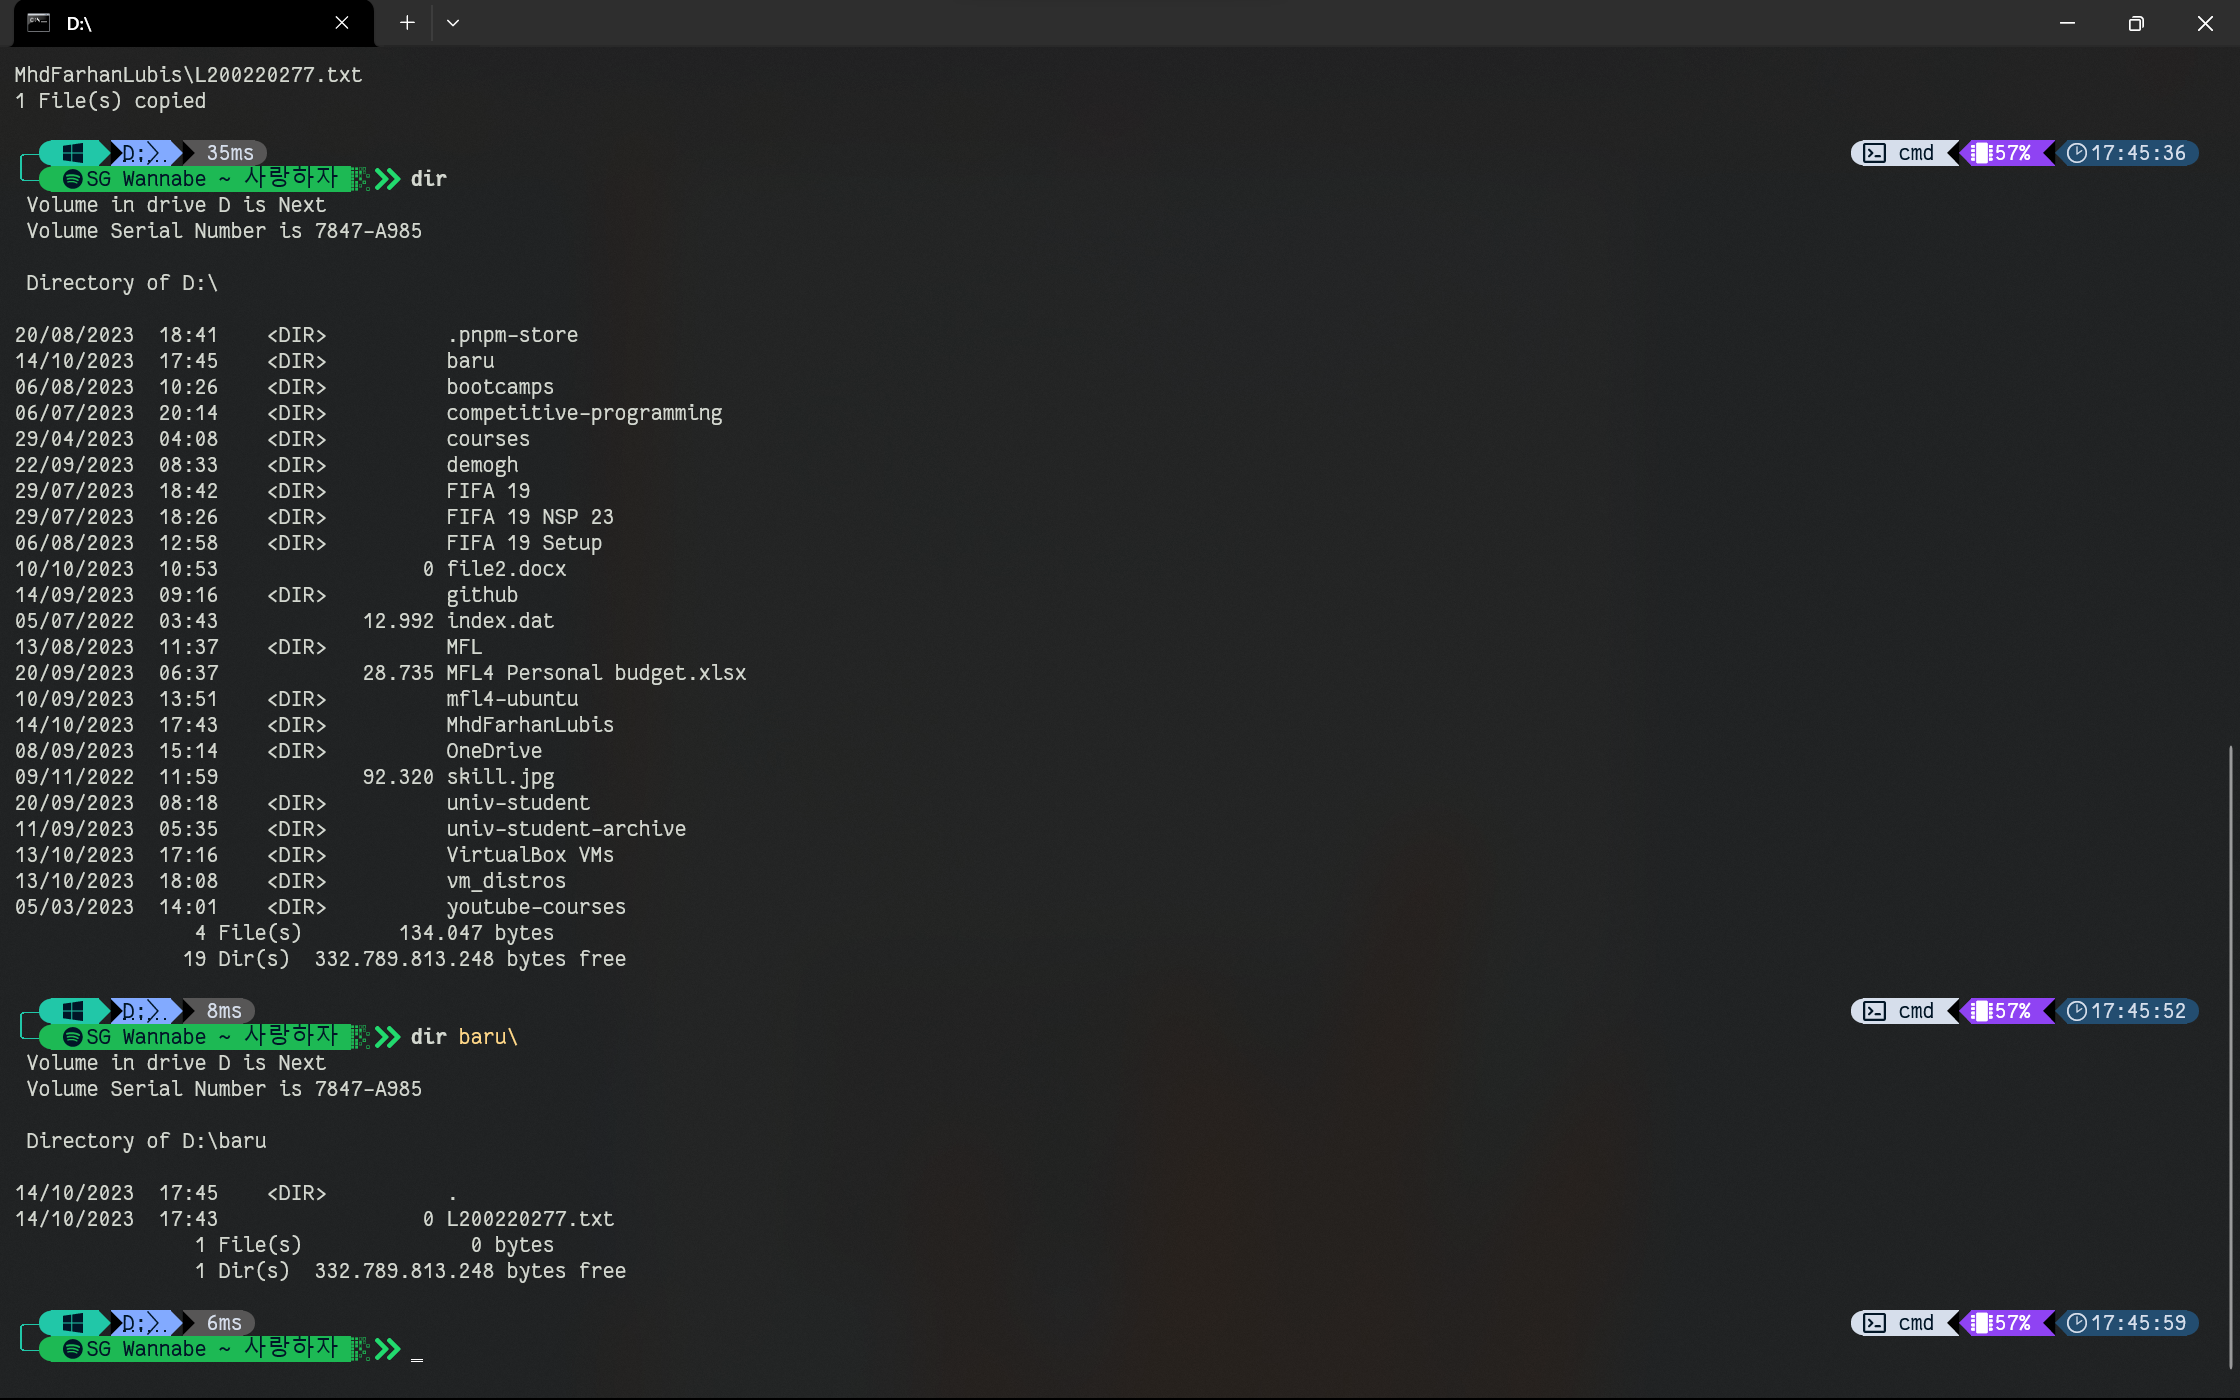 D:\
MhdFarhanLubis\L200220277.txt
1 File(s) copied
D:\ 35ms cmd 57% 17:45:36
SG Wannabe ~ 사랑하자 dir
Volume in drive D is Next
Volume Serial Number is 7847-A985
Directory of D:\
20/08/2023  18:41    <DIR>          .pnpm-store
14/10/2023  17:45    <DIR>          baru
06/08/2023  10:26    <DIR>          bootcamps
06/07/2023  20:14    <DIR>          competitive-programming
29/04/2023  04:08    <DIR>          courses
22/09/2023  08:33    <DIR>          demogh
29/07/2023  18:42    <DIR>          FIFA 19
29/07/2023  18:26    <DIR>          FIFA 19 NSP 23
06/08/2023  12:58    <DIR>          FIFA 19 Setup
10/10/2023  10:53                 0 file2.docx
14/09/2023  09:16    <DIR>          github
05/07/2022  03:43            12.992 index.dat
13/08/2023  11:37    <DIR>          MFL
20/09/2023  06:37            28.735 MFL4 Personal budget.xlsx
10/09/2023  13:51    <DIR>          mfl4-ubuntu
14/10/2023  17:43    <DIR>          MhdFarhanLubis
08/09/2023  15:14    <DIR>          OneDrive
09/11/2022  11:59            92.320 skill.jpg
20/09/2023  08:18    <DIR>          univ-student
11/09/2023  05:35    <DIR>          univ-student-archive
13/10/2023  17:16    <DIR>          VirtualBox VMs
13/10/2023  18:08    <DIR>          vm_distros
05/03/2023  14:01    <DIR>          youtube-courses
4 File(s)        134.047 bytes
19 Dir(s)  332.789.813.248 bytes free
D:\ 8ms cmd 57% 17:45:52
SG Wannabe ~ 사랑하자 dir baru\
Volume in drive D is Next
Volume Serial Number is 7847-A985
Directory of D:\baru
14/10/2023  17:45    <DIR>          .
14/10/2023  17:43                 0 L200220277.txt
1 File(s)              0 bytes
1 Dir(s)  332.789.813.248 bytes free
D:\ 6ms cmd 57% 17:45:59
SG Wannabe ~ 사랑하자